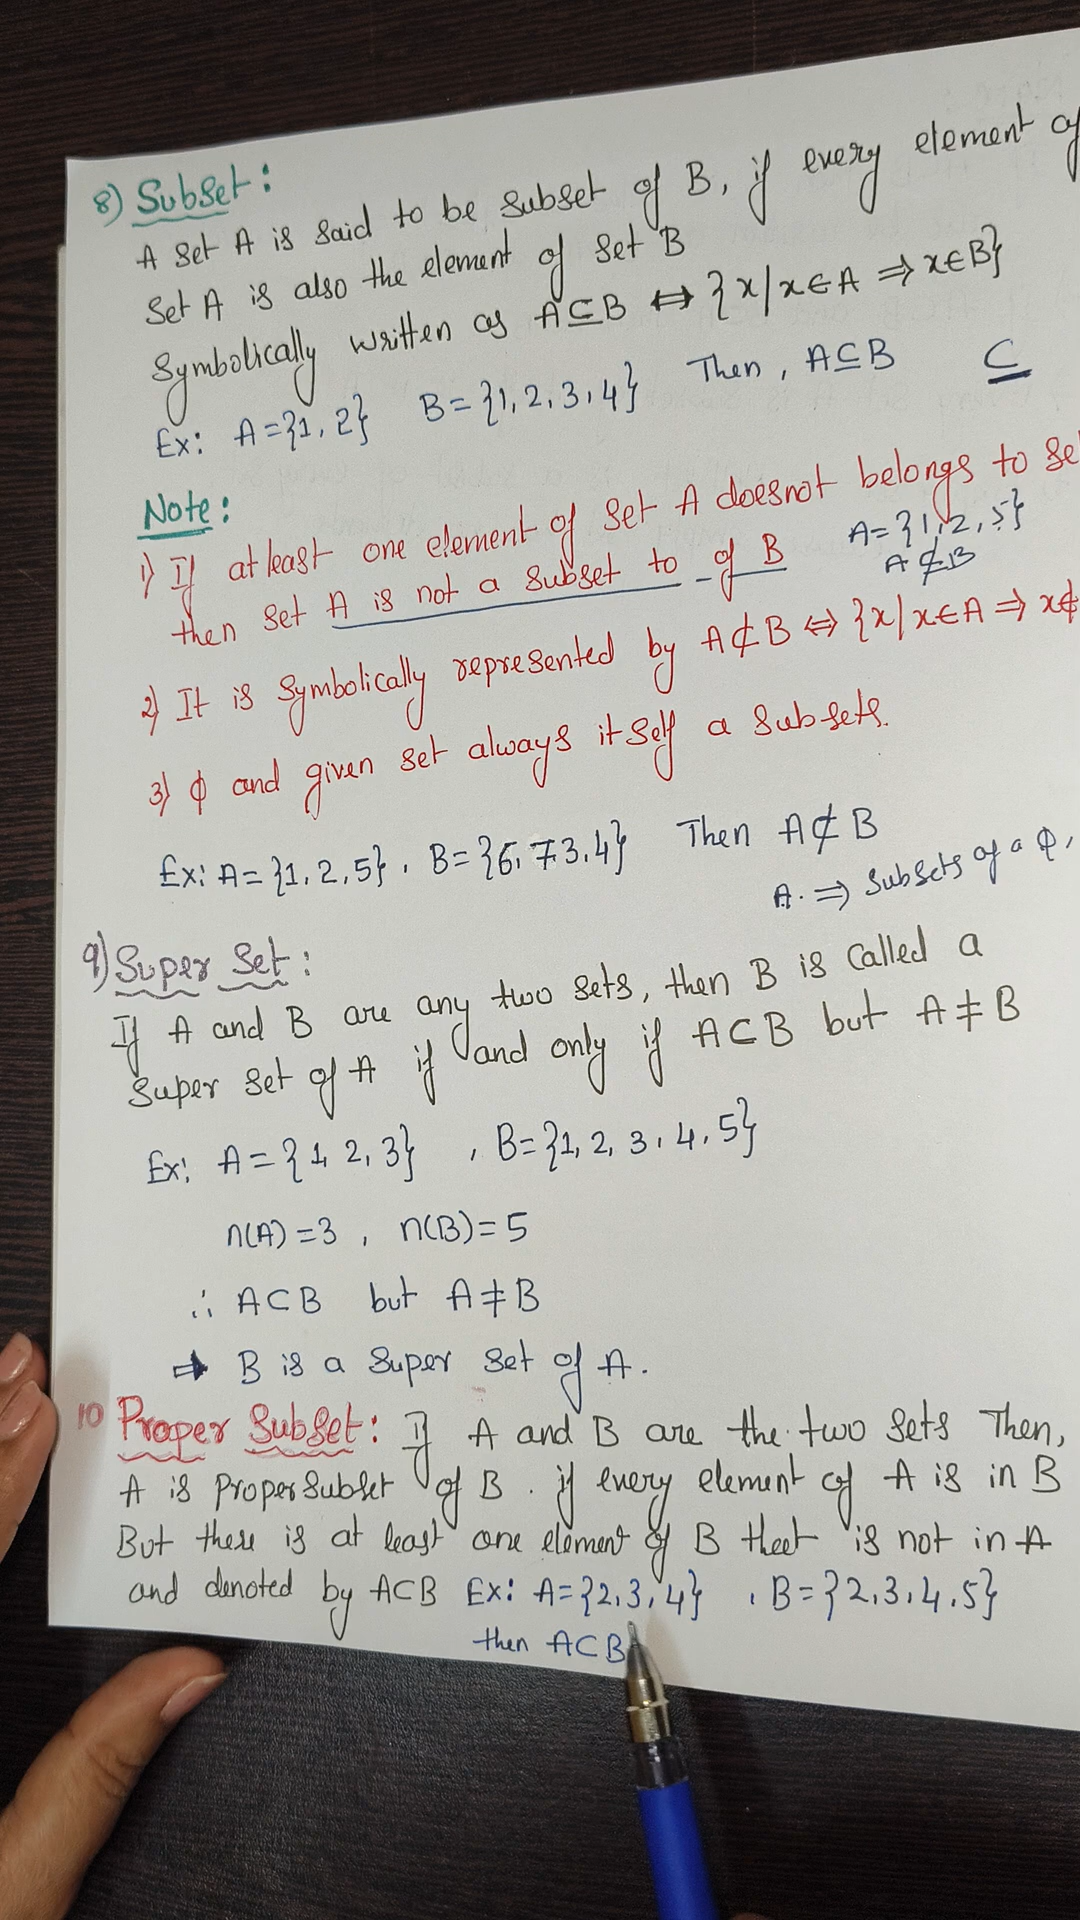 8) Subset:
A set A is said to be subset of B, if every element of
Set A is also the element of set B
Symbolically written as A⊆B ⇔ {x/x∈A ⇒ x∈B}
Ex: A={1,2} B={1,2,3,4} Then, A⊆B ⊆
Note:
1) If atleast one element of set A doesnot belongs to se
A={1,2,5}
then set A is not a subset to - of B
A⊄B
2) It is symbolically represented by A⊄B ⇔ {x/x∈A ⇒ x∉
3) ϕ and given set always itself a subsets.
Ex: A={1,2,5}, B={6,7,3,4} Then A⊄B
A. ⇒ subsets of a ϕ,
9) Super Set:
If A and B are any two sets, then B is called a
super set of A if and only if A⊂B but A≠B
Ex: A={1, 2, 3}, B={1, 2, 3, 4, 5}
n(A)=3, n(B)=5
∴ A⊂B but A≠B
⇒ B is a super set of A.
10 Proper Subset: If A and B are the two sets Then,
A is Proper subset of B. if every element of A is in B
But there is at least one element of B that is not in A
and denoted by A⊂B Ex: A={2,3,4}, B={2,3,4,5}
then A⊂B